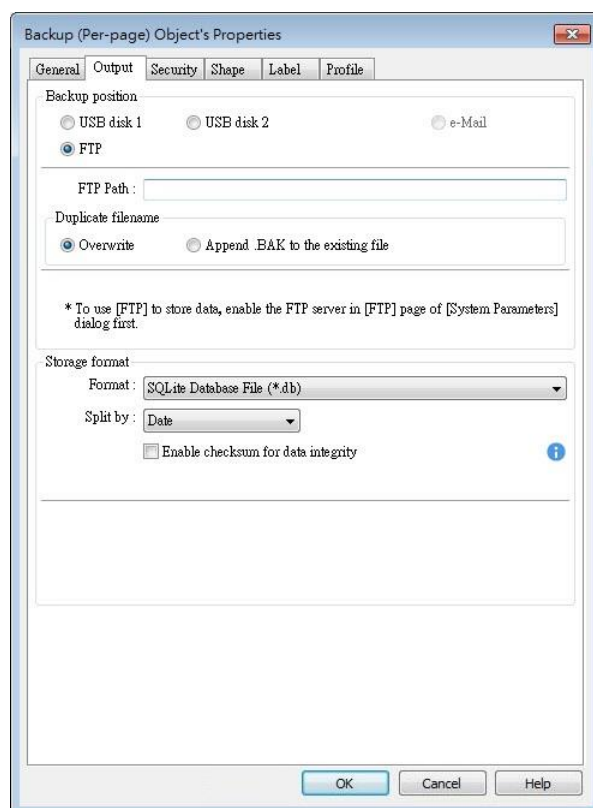 Backup (Per-page) Object's Properties
General Output Security Shape Label Profile
Backup position
USB disk 1 USB disk 2 e-Mail
FTP
FTP Path :
Duplicate filename
Overwrite Append .BAK to the existing file
* To use [FTP] to store data, enable the FTP server in [FTP] page of [System Parameters]
dialog first.
Storage format
Format : SQLite Database File (*.db)
Split by : Date
Enable checksum for data integrity
OK Cancel Help